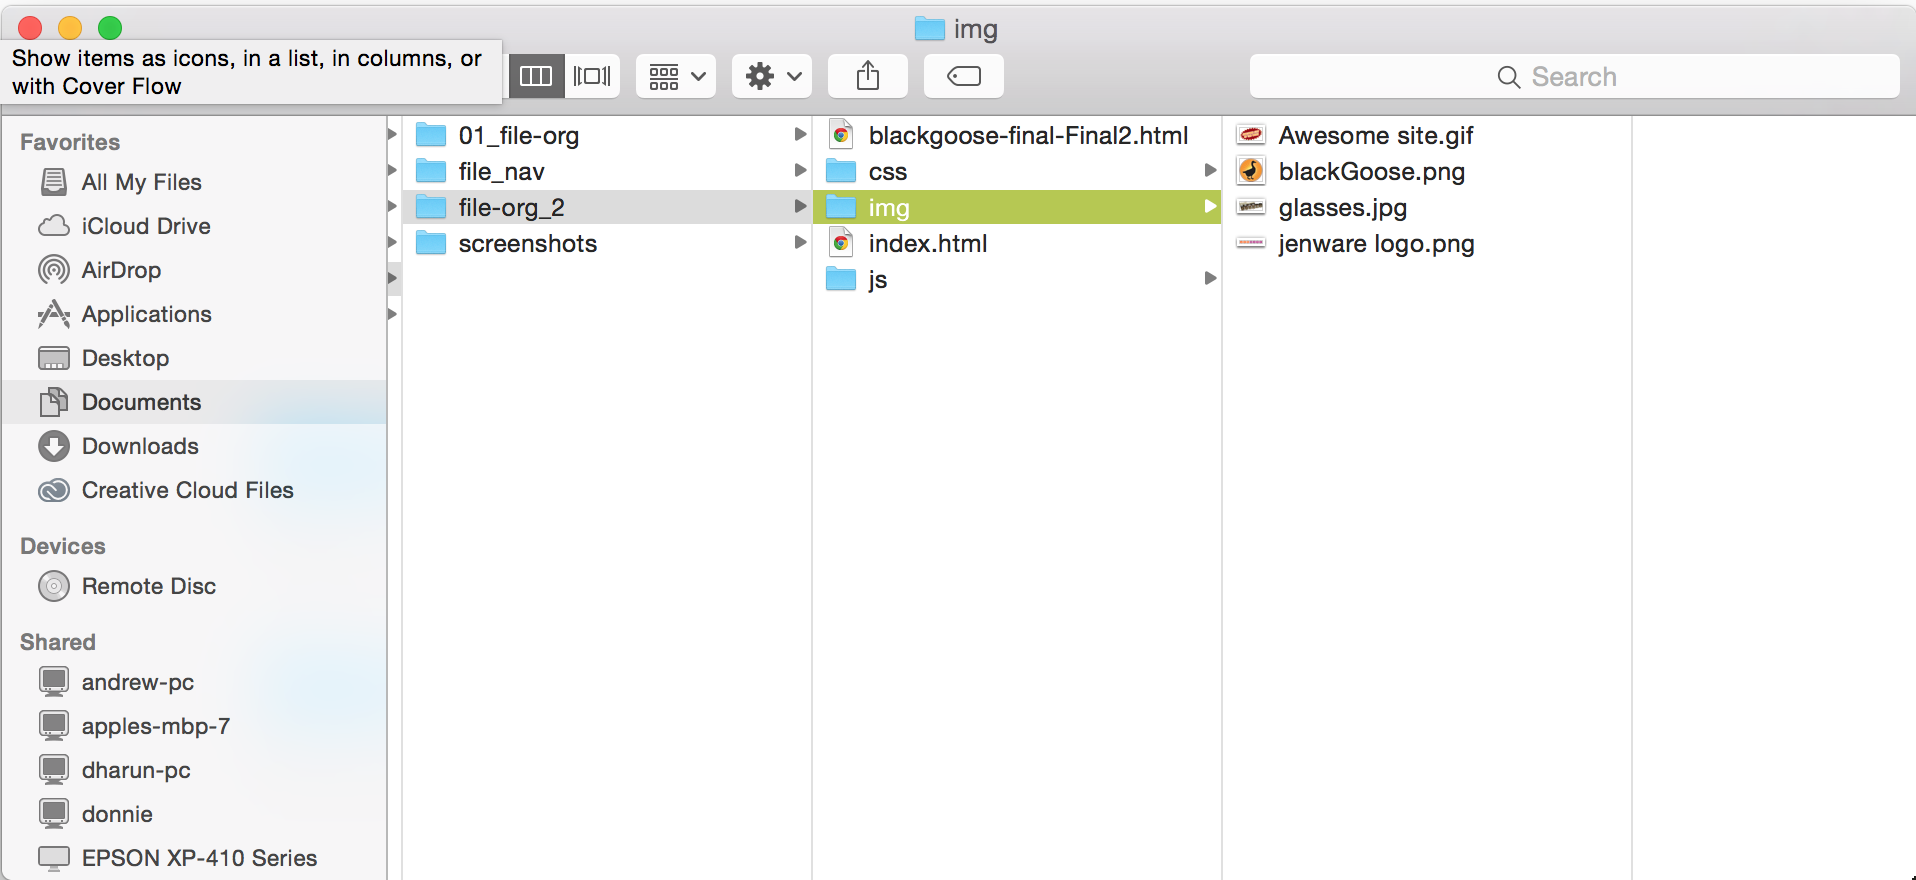 img
Show items as icons, in a list, in columns, or
with Cover Flow
Search
Favorites
All My Files
iCloud Drive
AirDrop
Applications
Desktop
Documents
Downloads
Creative Cloud Files
Devices
Remote Disc
Shared
andrew-pc
apples-mbp-7
dharun-pc
donnie
EPSON XP-410 Series
01_file-org
file_nav
file-org_2
screenshots
blackgoose-final-Final2.html
css
img
index.html
js
Awesome site.gif
blackGoose.png
glasses.jpg
jenware logo.png